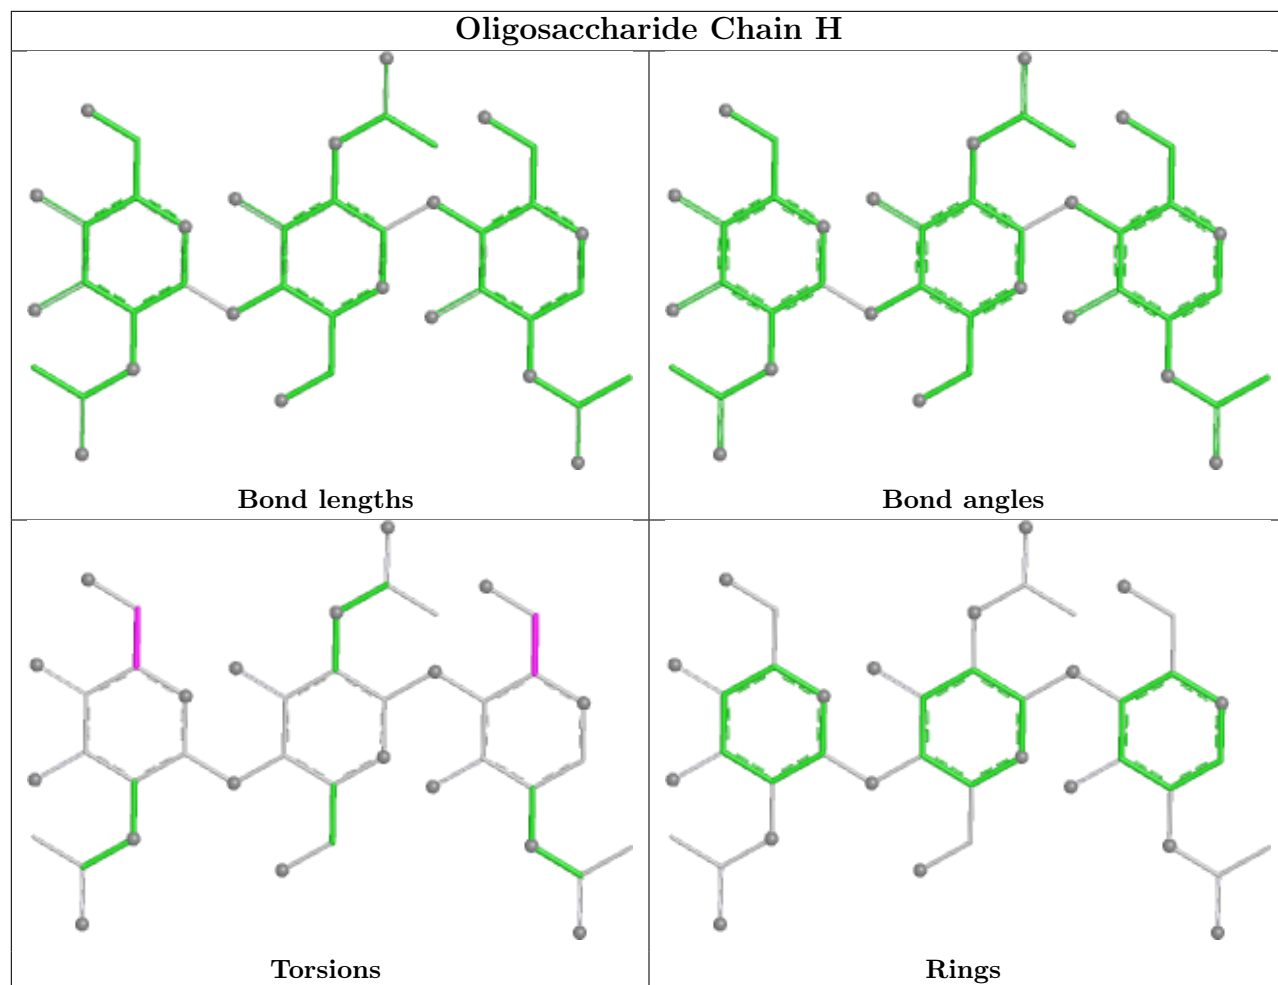 Oligosaccharide Chain H
Bond lengths
Bond angles
Torsions
Rings